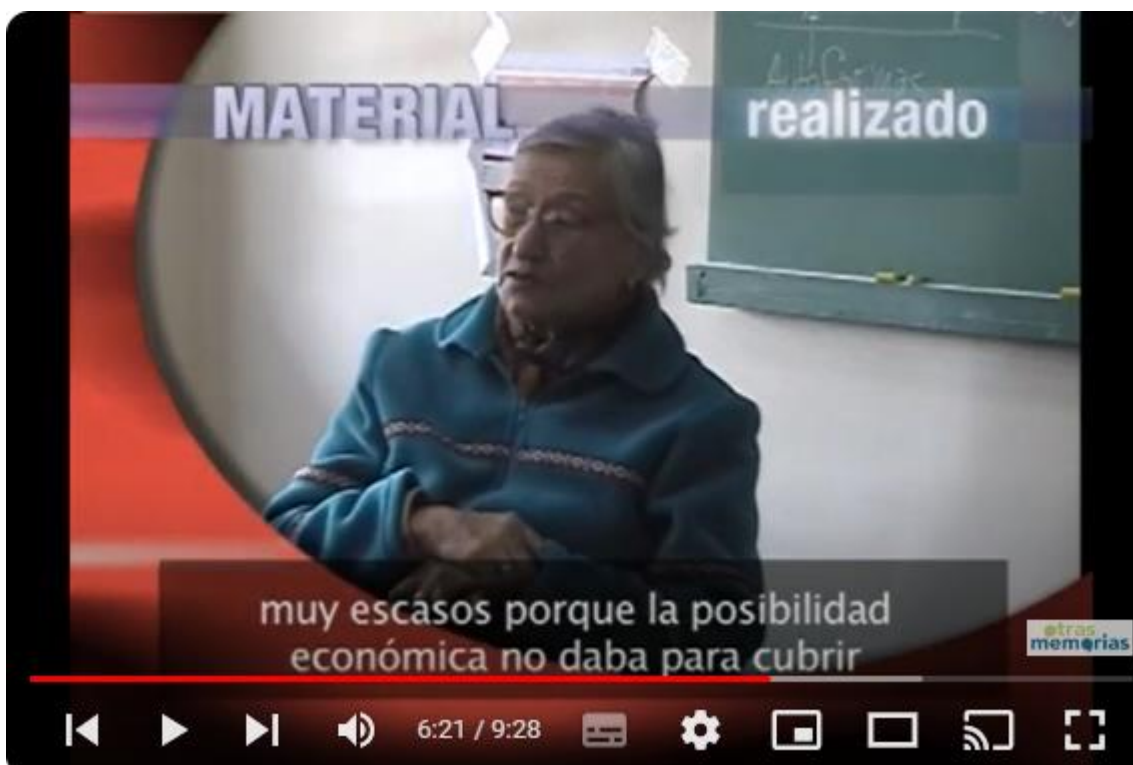 MATERIAL realizado
muy escasos porque la posibilidad
económica no daba para cubrir
otras
memorias
6:21 / 9:28